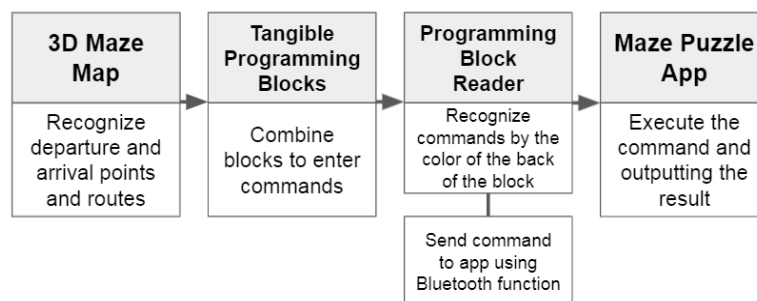 3D Maze
Map
Recognize
departure and
arrival points
and routes
Tangible
Programming
Blocks
Combine
blocks to enter
commands
Programming
Block
Reader
Recognize
commands by the
color of the back
of the block
Send command
to app using
Bluetooth function
Maze Puzzle
App
Execute the
command and
outputting the
result